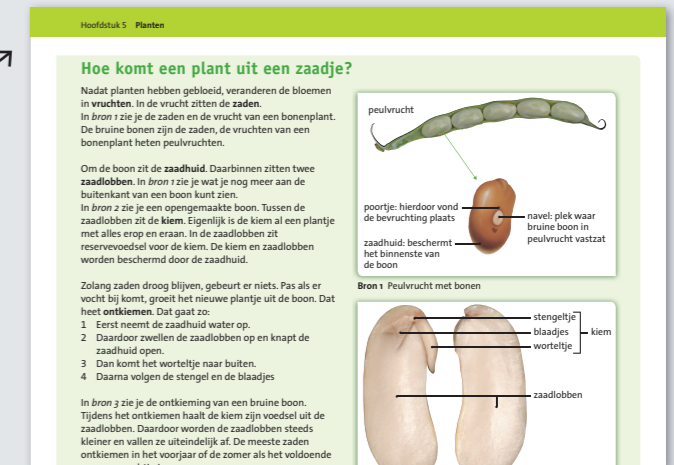 Hoofdstuk 5 Planten
Hoe komt een plant uit een zaadje?
Nadat planten hebben gebloeid, veranderen de bloemen
in vruchten. In de vrucht zitten de zaden.
In bron 1 zie je de zaden en de vrucht van een bonenplant.
De bruine bonen zijn de zaden, de vruchten van een
bonenplant heten peulvruchten.
Om de boon zit de zaadhuid. Daarbinnen zitten twee
zaadlobben. In bron 1 zie je wat je nog meer aan de
buitenkant van een boon kunt zien.
In bron 2 zie je een opengemaakte boon. Tussen de
zaadlobben zit de kiem. Eigenlijk is de kiem al een plantje
met alles erop en eraan. In de zaadlobben zit
reservevoedsel voor de kiem. De kiem en zaadlobben
worden beschermd door de zaadhuid.
Zolang zaden droog blijven, gebeurt er niets. Pas als er
vocht bij komt, groeit het nieuwe plantje uit de boon. Dat
heet ontkiemen. Dat gaat zo:
1 Eerst neemt de zaadhuid water op.
2 Daardoor zwellen de zaadlobben op en knapt de
zaadhuid open.
3 Dan komt het worteltje naar buiten.
4 Daarna volgen de stengel en de blaadjes
In bron 3 zie je de ontkieming van een bruine boon.
Tijdens het ontkiemen haalt de kiem zijn voedsel uit de
zaadlobben. Daardoor worden de zaadlobben steeds
kleiner en vallen ze uiteindelijk af. De meeste zaden
ontkiemen in het voorjaar of de zomer als het voldoende
peulvrucht
poortje: hierdoor vond
de bevruchting plaats
zaadhuid: beschermt
het binnenste van
de boon
navel: plek waar
bruine boon in
peulvrucht vastzat
Bron 1 Peulvrucht met bonen
stengeltje
blaadjes
worteltje
kiem
zaadlobben